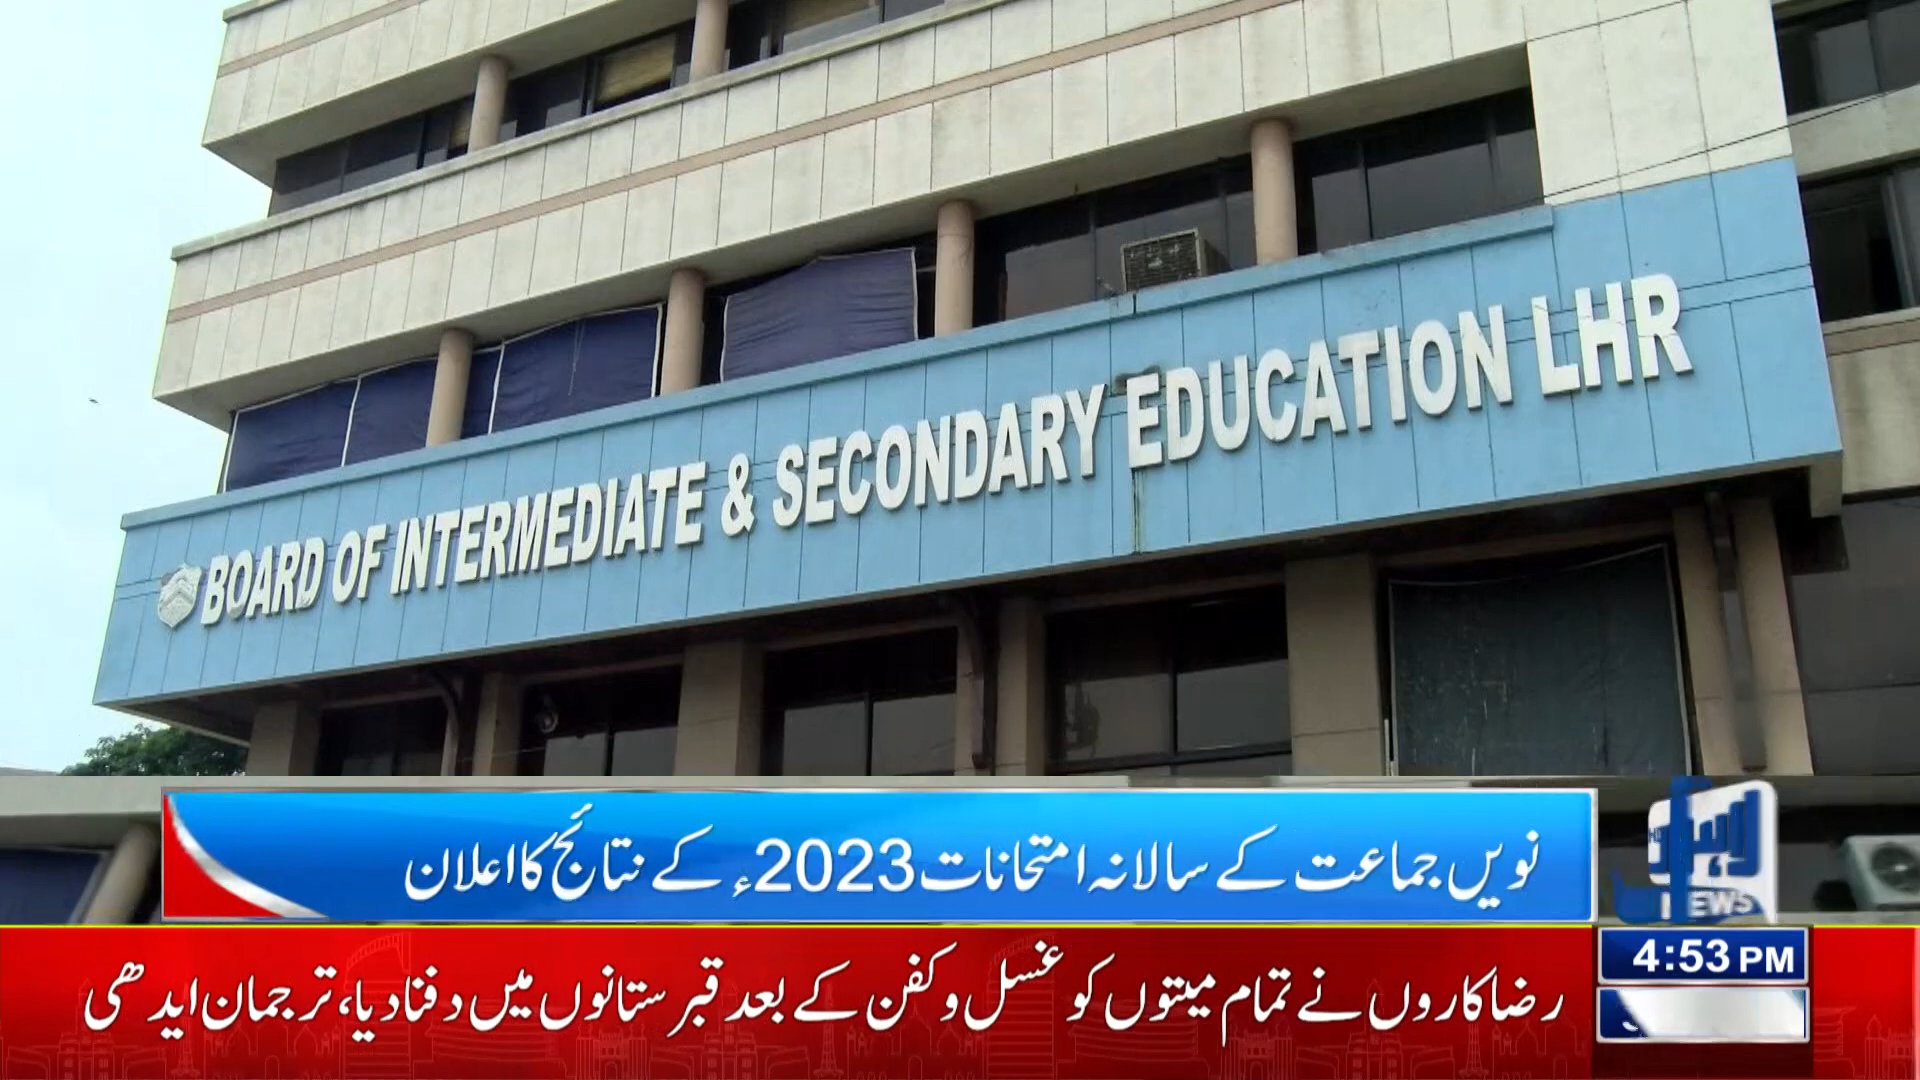 BOARD OF INTERMEDIATE & SECONDARY EDUCATION LHR
نویں جماعت کے سالانہ امتحانات 2023ء کے نتائج کا اعلان
NEWS
4:53 PM
رضاکاروں نے تمام میتوں کو غسل و کفن کے بعد قبرستانوں میں دفنا دیا، ترجمان ایدھی